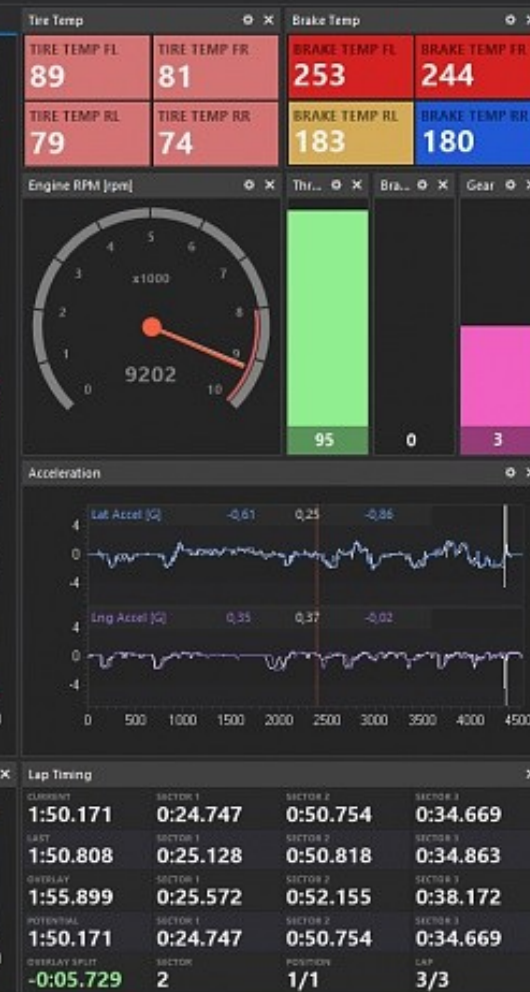 Tire Temp
Brake Temp
TIRE TEMP FL
TIRE TEMP FR
BRAKE TEMP FL
BRAKE TEMP FR
89
81
253
244
TIRE TEMP RL
TIRE TEMP RR
BRAKE TEMP RL
BRAKE TEMP RR
79
74
183
180
Engine RPM [rpm]
Thr...
Bra...
Gear
0
1
2
3
4
5
6
7
8
9
10
x1000
9202
95
0
3
Acceleration
Lat Accel [G] -0,61 0,25 -0,86
4
0
-4
Lng Accel [G] 0,35 0,37 -0,02
4
0
-4
0 500 1000 1500 2000 2500 3000 3500 4000 4500
Lap Timing
CURRENT SECTOR 1 SECTOR 2 SECTOR 3
1:50.171 0:24.747 0:50.754 0:34.669
LAST SECTOR 1 SECTOR 2 SECTOR 3
1:50.808 0:25.128 0:50.818 0:34.863
OVERLAY SECTOR 1 SECTOR 2 SECTOR 3
1:55.899 0:25.572 0:52.155 0:38.172
POTENTIAL SECTOR 1 SECTOR 2 SECTOR 3
1:50.171 0:24.747 0:50.754 0:34.669
OVERLAY SPLIT SECTOR POSITION LAP
-0:05.729 2 1/1 3/3